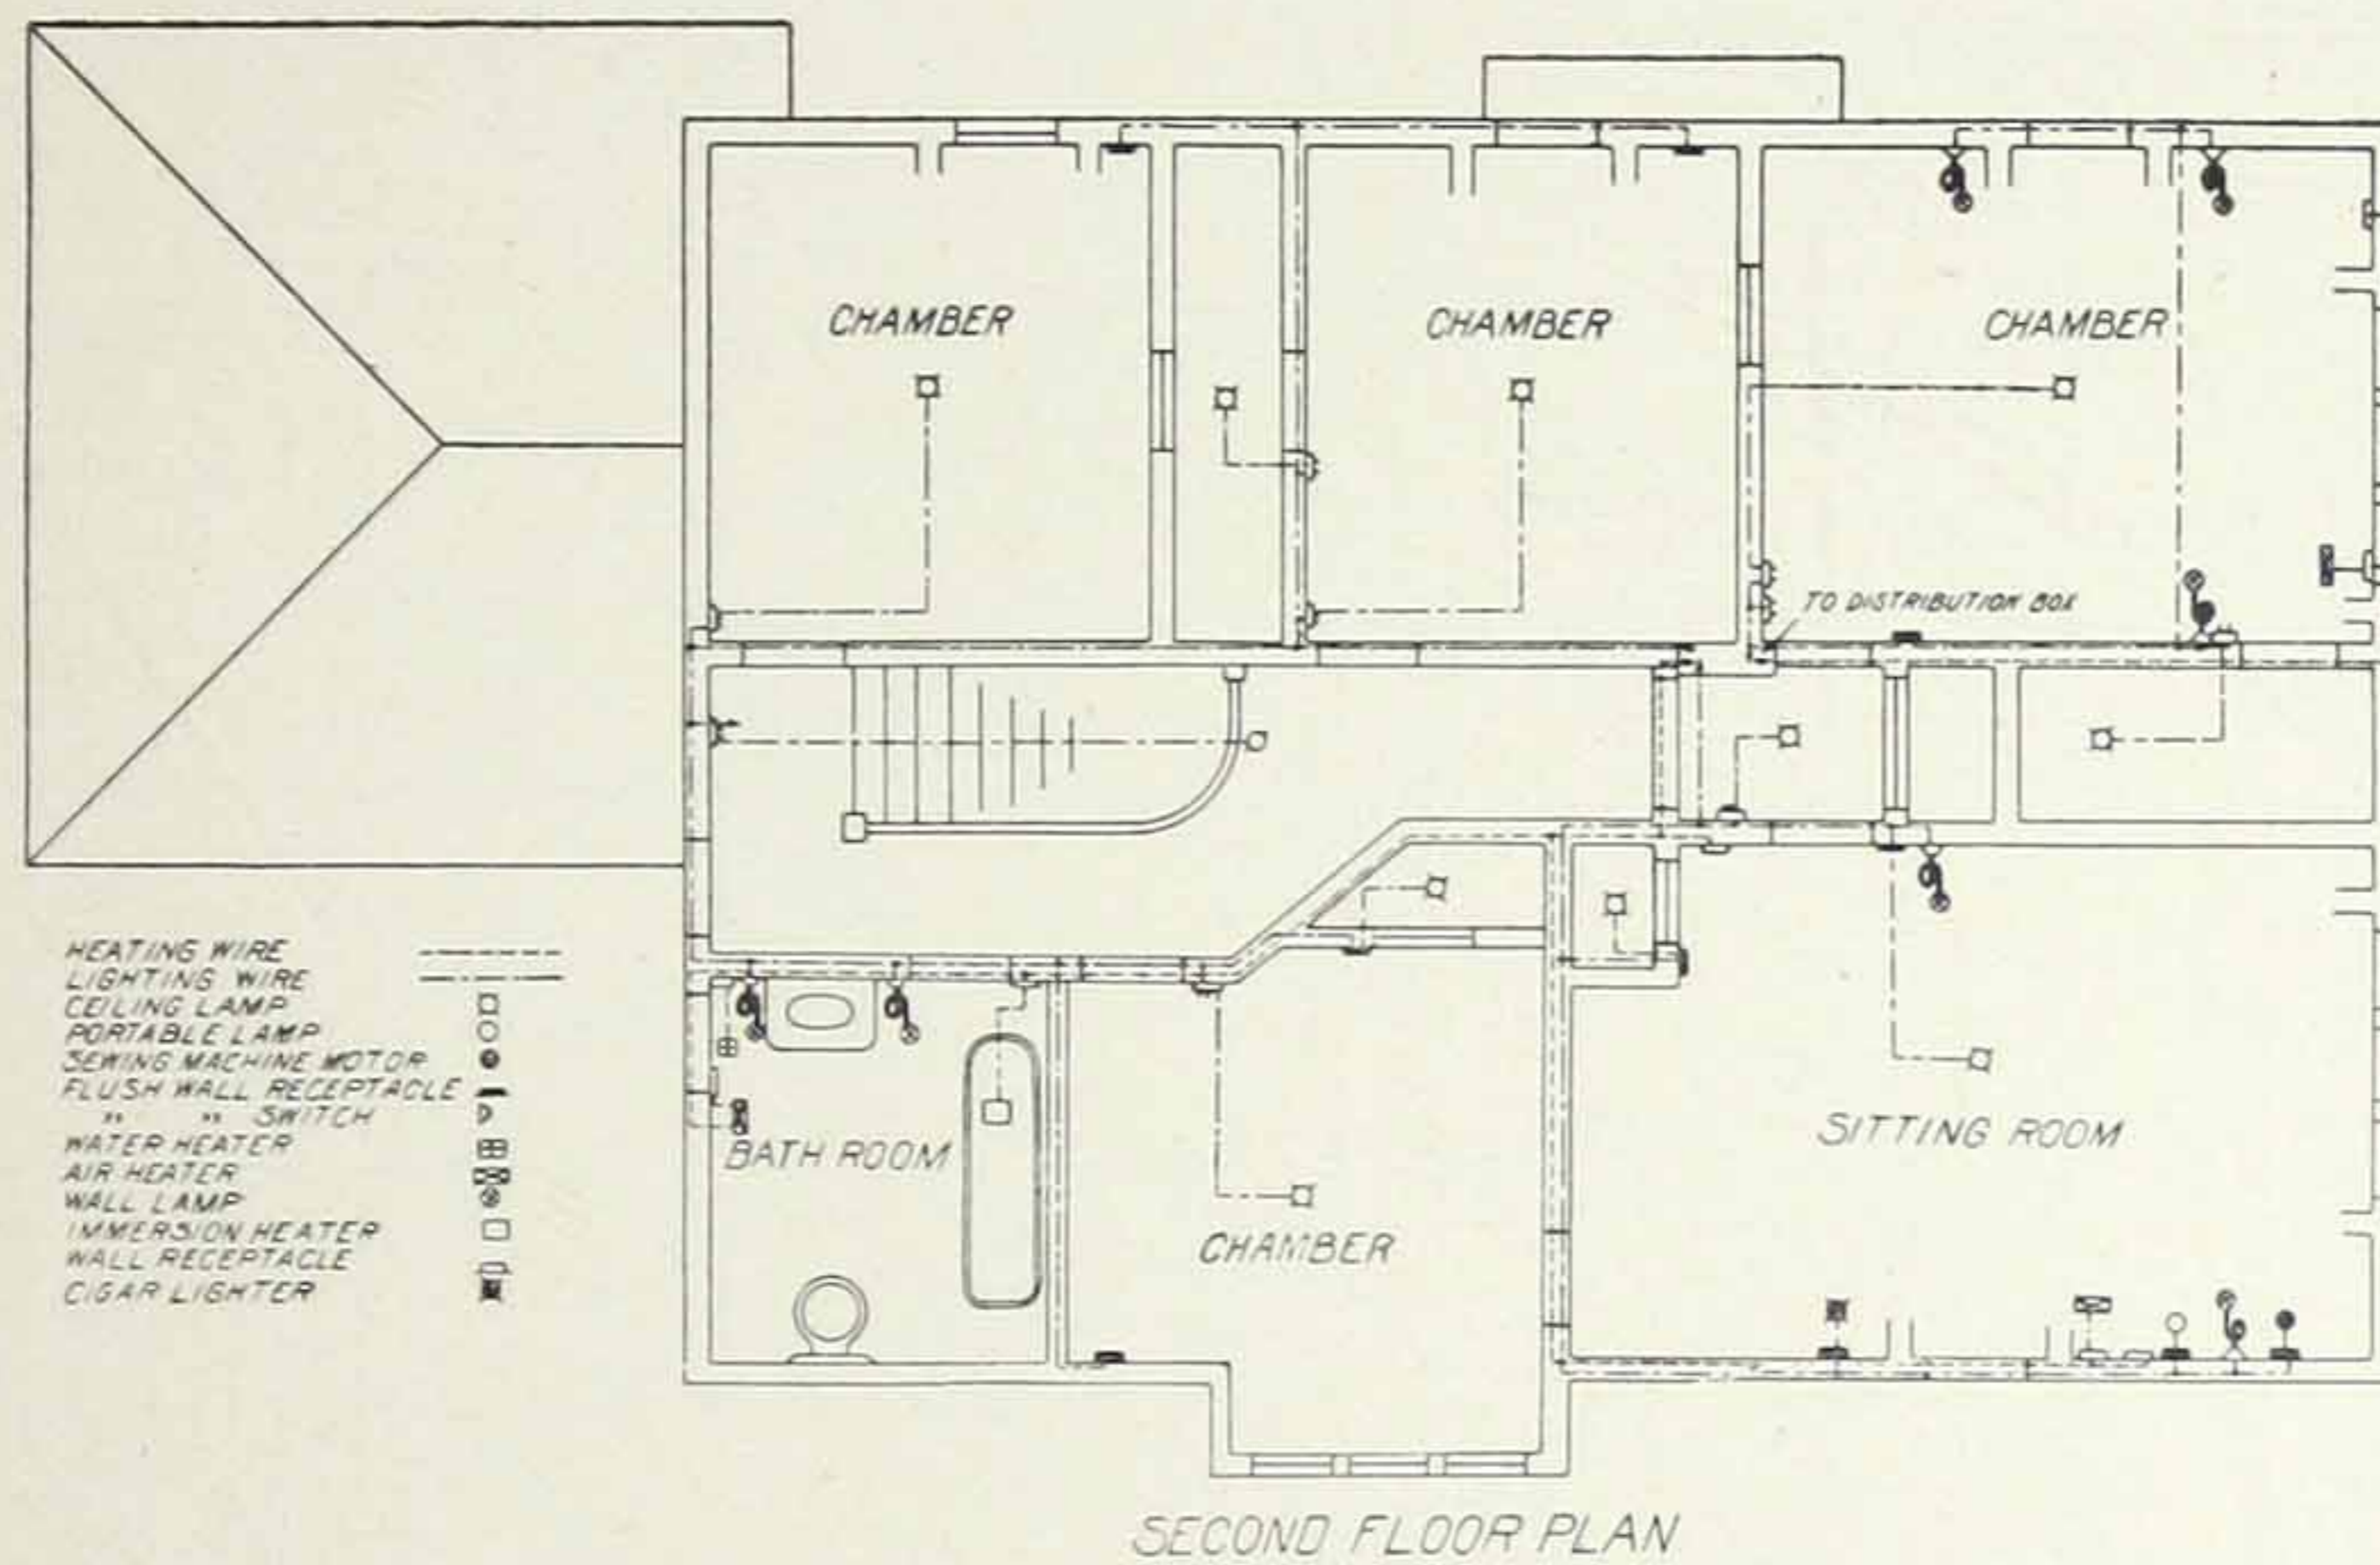 CHAMBER
CHAMBER
CHAMBER
TO DISTRIBUTION BOX
HEATING WIRE
LIGHTING WIRE
CEILING LAMP
PORTABLE LAMP
SEWING MACHINE MOTOR
FLUSH WALL RECEPTACLE
" " SWITCH
WATER HEATER
AIR HEATER
WALL LAMP
IMMERSION HEATER
WALL RECEPTACLE
CIGAR LIGHTER
BATH ROOM
SITTING ROOM
CHAMBER
SECOND FLOOR PLAN